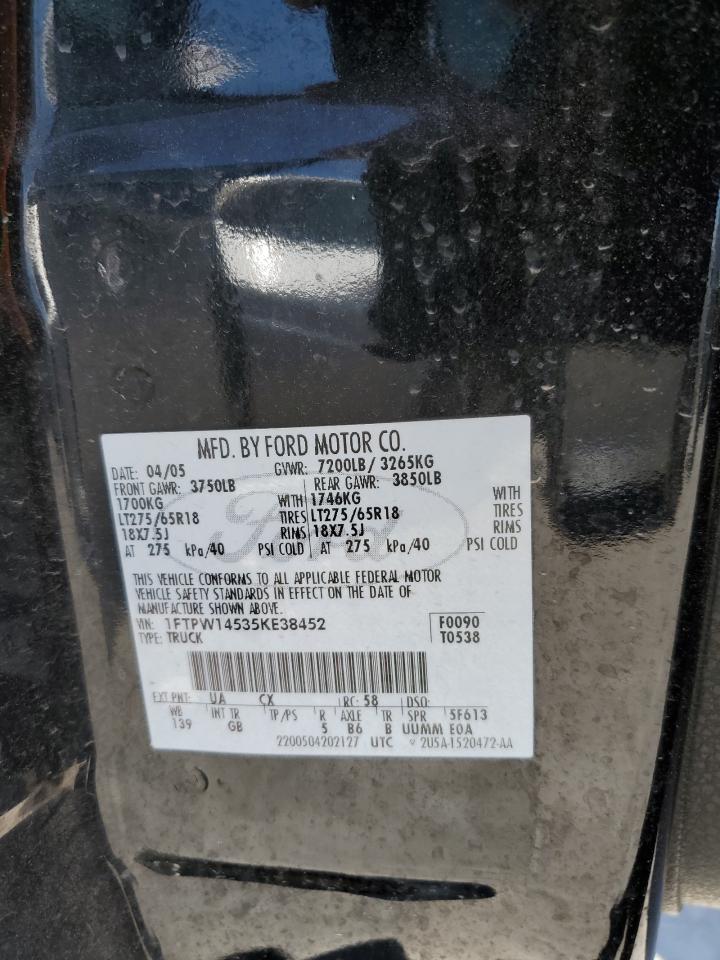 MFD. BY FORD MOTOR CO.
DATE: 04/05 GVWR: 7200LB/ 3265KG
FRONT GAWR: 3750LB REAR GAWR: 3850LB
1700KG WITH 1746KG WITH
LT275/65R18 TIRES LT275/65R18 TIRES
18X7.5J RIMS 18X7.5J RIMS
AT 275 kPa/40 PSI COLD AT 275 kPa/40 PSI COLD
Ford
THIS VEHICLE CONFORMS TO ALL APPLICABLE FEDERAL MOTOR
VEHICLE SAFETY STANDARDS IN EFFECT ON THE DATE OF
MANUFACTURE SHOWN ABOVE.
VIN: 1FTPW14535KE38452 F0090
TYPE: TRUCK T0538
EXT PNT: UA CX RC: 58 DSO:
WB INT TR TP/PS R AXLE TR SPR 5F613
139 GB 5 B6 B UUMM EOA
2200504202127 UTC 2U5A-1520472-AA